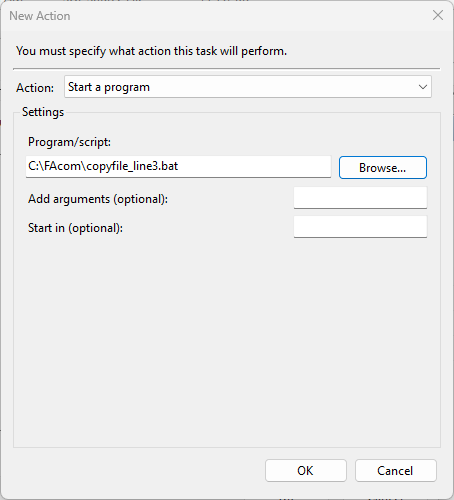 New Action
You must specify what action this task will perform.
Action: Start a program
Settings
Program/script:
C:\FAcom\copyfile_line3.bat Browse...
Add arguments (optional):
Start in (optional):
OK Cancel